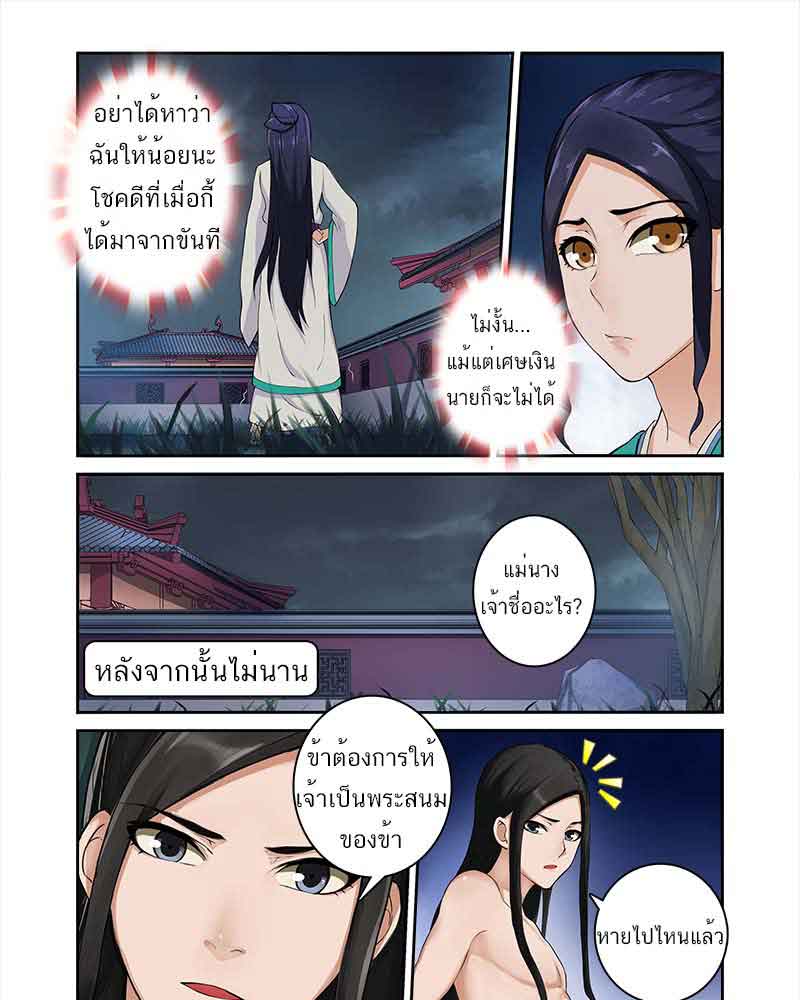 อย่าได้หาว่า
ฉันให้น้อยนะ
โชคดีที่เมื่อกี้
ได้มาจากขันที
ไม่งั้น...
แม้แต่เศษเงิน
นายก็จะไม่ได้
แม่นาง
เจ้าชื่ออะไร?
หลังจากนั้นไม่นาน
ข้าต้องการให้
เจ้าเป็นพระสนม
ของข้า
หายไปไหนแล้ว